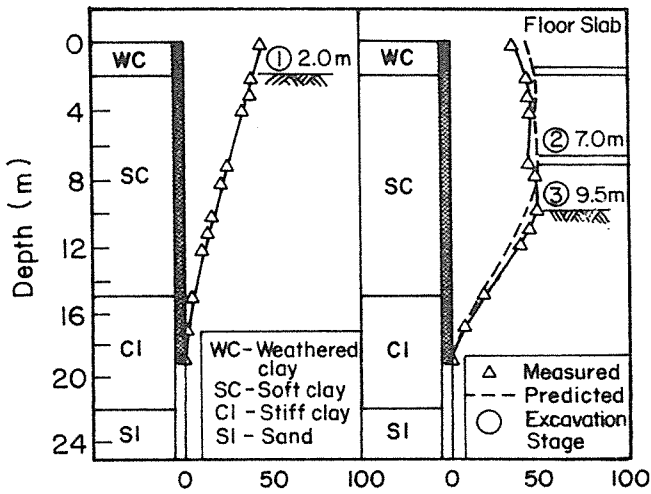 Floor Slab
Depth (m)
0
4
8
12
16
20
24
WC
SC
CI
SI
① 2.0m
WC-Weathered
clay
SC-Soft clay
CI-Stiff clay
SI-Sand
0 50 100
WC
SC
CI
SI
② 7.0m
③ 9.5m
Measured
Predicted
Excavation
Stage
0 50 100